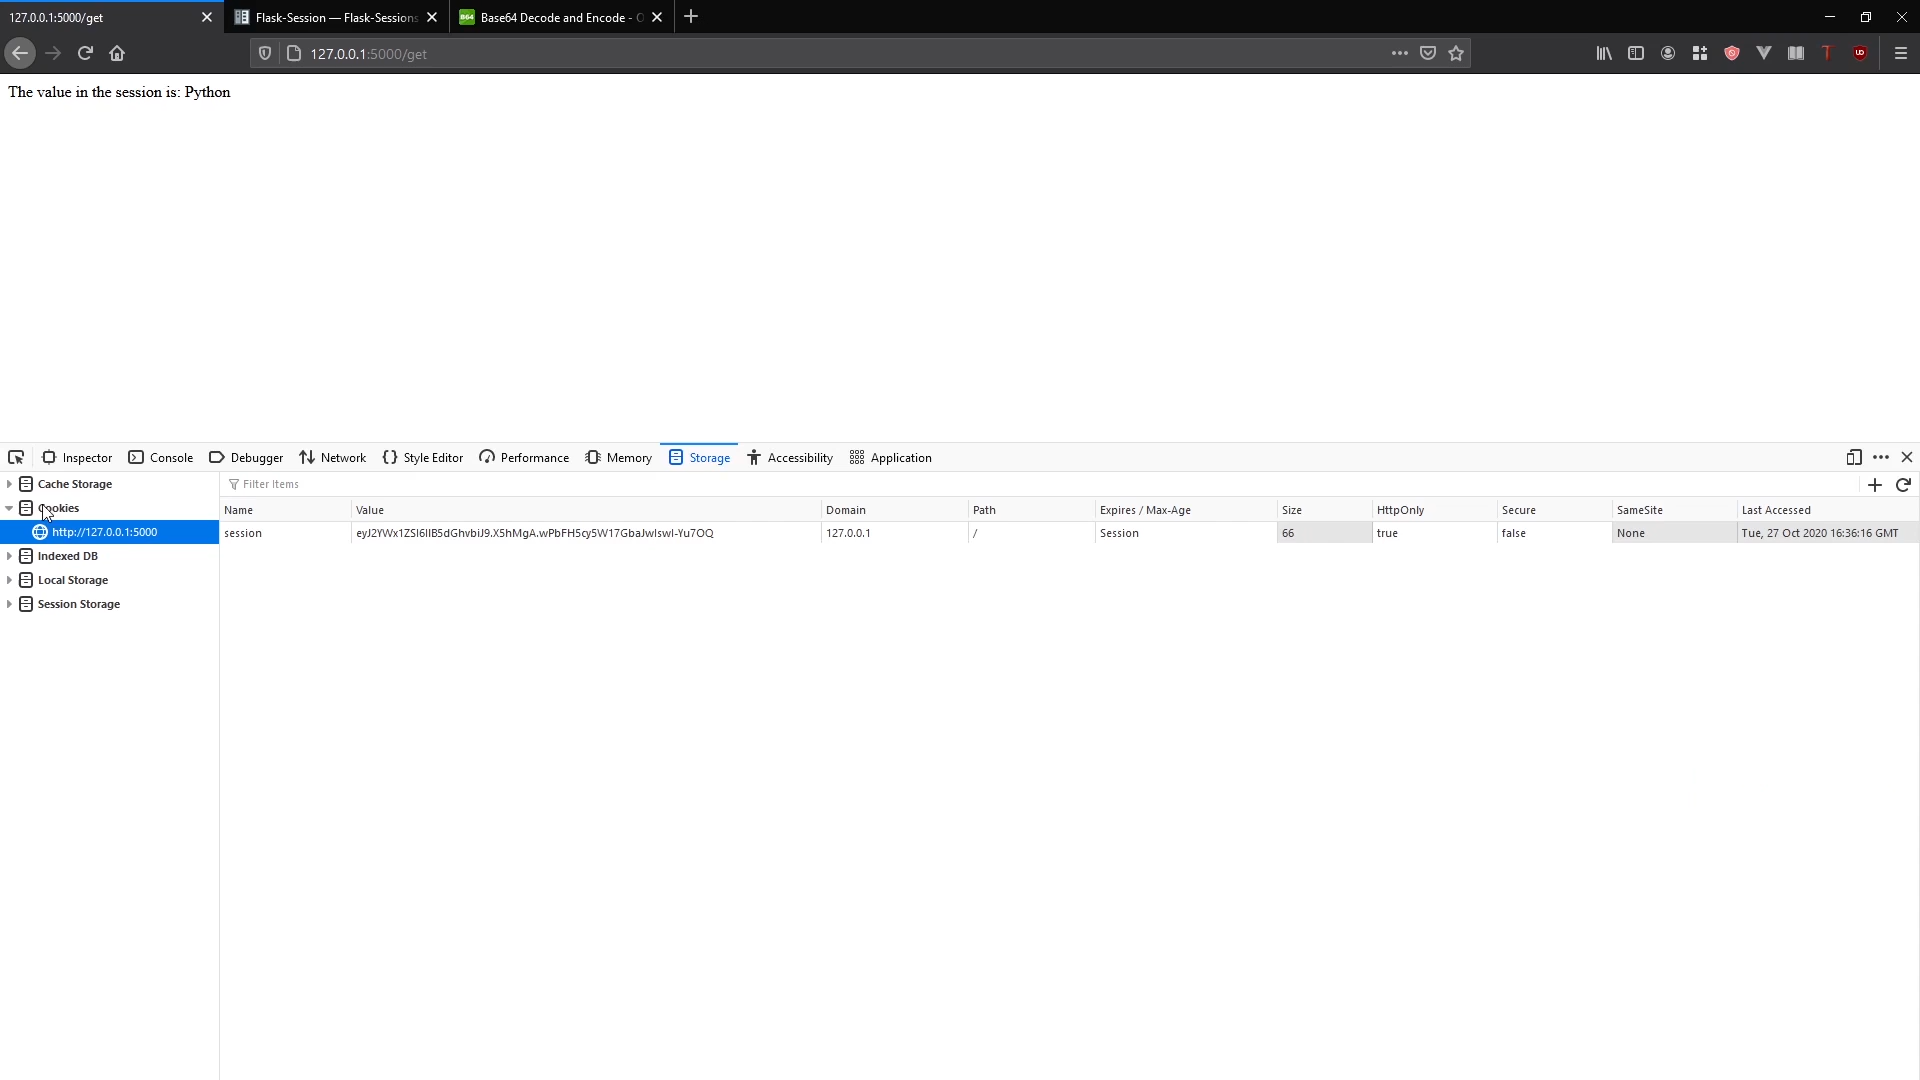 127.0.0.1:5000/get
Flask-Session — Flask-Sessions
B64 Base64 Decode and Encode - O
127.0.0.1:5000/get
The value in the session is: Python
Inspector Console Debugger Network Style Editor Performance Memory Storage Accessibility Application
Cache Storage
Cookies
http://127.0.0.1:5000
Indexed DB
Local Storage
Session Storage
Filter Items
Name Value Domain Path Expires / Max-Age Size HttpOnly Secure SameSite Last Accessed
session eyJ2YWx1ZSI6IlB5dGhvbiJ9.X5hMgA.wPbFH5cy5W17GbaJwIswI-Yu7OQ 127.0.0.1 / Session 66 true false None Tue, 27 Oct 2020 16:36:16 GMT